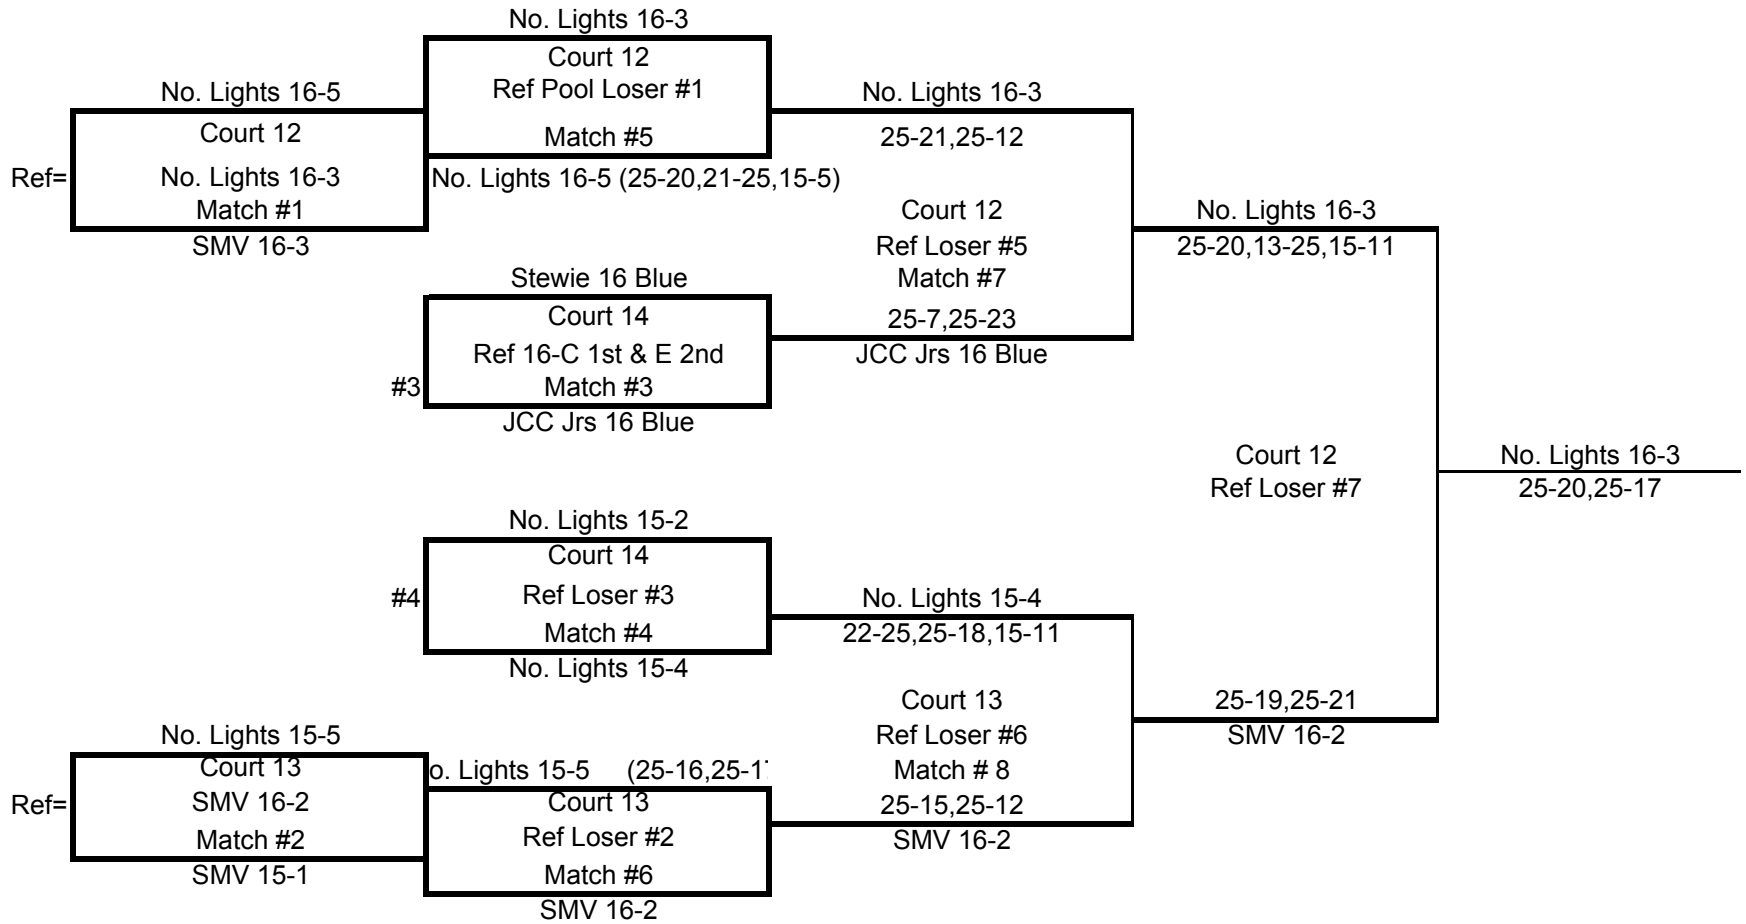 No. Lights 16-3
Court 12
Ref Pool Loser #1
Match #5
No. Lights 16-5
Court 12
Ref=
No. Lights 16-3
Match #1
SMV 16-3
No. Lights 16-5 (25-20,21-25,15-5)
No. Lights 16-3
25-21,25-12
Court 12
Ref Loser #5
Match #7
25-7,25-23
JCC Jrs 16 Blue
No. Lights 16-3
25-20,13-25,15-11
Stewie 16 Blue
Court 14
Ref 16-C 1st & E 2nd
#3
Match #3
JCC Jrs 16 Blue
Court 12
Ref Loser #7
No. Lights 16-3
25-20,25-17
No. Lights 15-2
Court 14
#4
Ref Loser #3
Match #4
No. Lights 15-4
No. Lights 15-4
22-25,25-18,15-11
Court 13
Ref Loser #6
Match # 8
25-15,25-12
SMV 16-2
25-19,25-21
SMV 16-2
No. Lights 15-5
Court 13
Ref=
SMV 16-2
Match #2
SMV 15-1
o. Lights 15-5 (25-16,25-1
Court 13
Ref Loser #2
Match #6
SMV 16-2